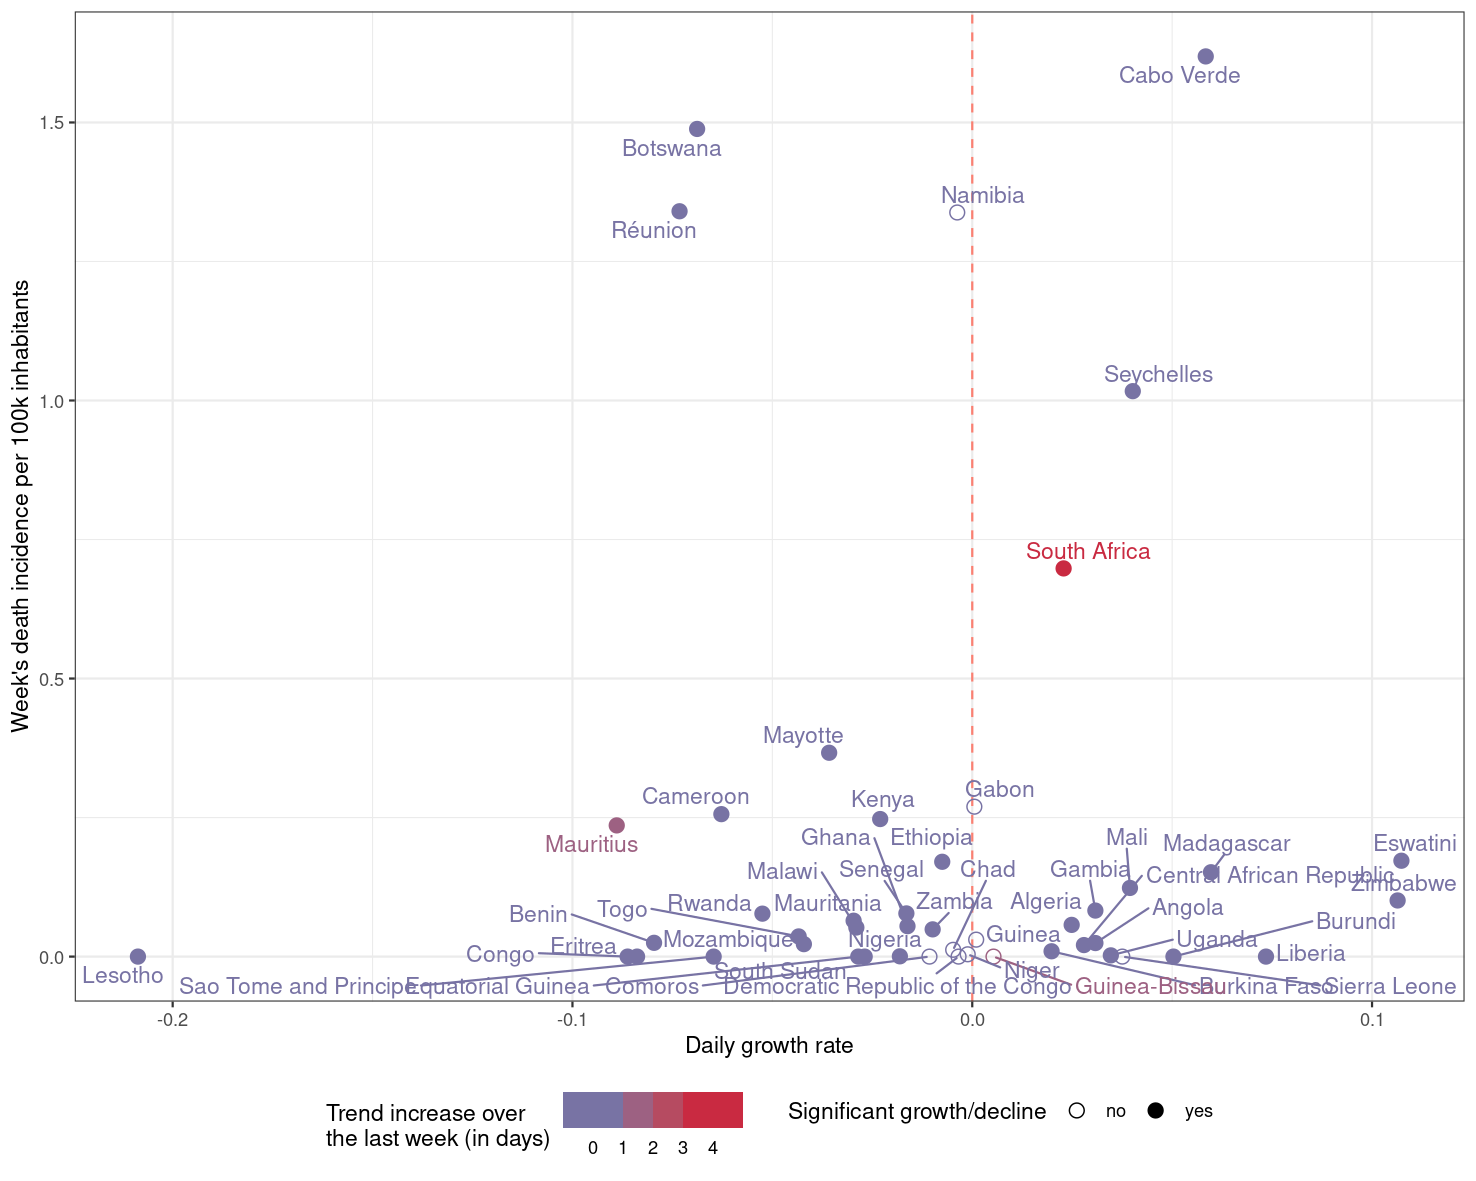 Cabo Verde
1.5
Botswana
Namibia
Réunion
Week's death incidence per 100k inhabitants
Seychelles
1.0
South Africa
0.5
Mayotte
Gabon
Cameroon
Kenya
Mauritius
Ghana
Ethiopia
Mali
Madagascar
Eswatini
Malawi
Senegal
Chad
Gambia
Central African Republic
Zimbabwe
Rwanda
Mauritania
Zambia
Algeria
Angola
Benin
Togo
Burundi
Congo
Eritrea
Mozambique
Nigeria
Guinea
Uganda
Liberia
0.0
Lesotho
South Sudan
Niger
Sao Tome and Principe
Equatorial Guinea
Comoros
Democratic Republic of the Congo
Guinea-Bissau
Burkina Faso
Sierra Leone
-0.2
-0.1
0.0
0.1
Daily growth rate
Trend increase over
the last week (in days)
0 1 2 3 4
Significant growth/decline
no
yes